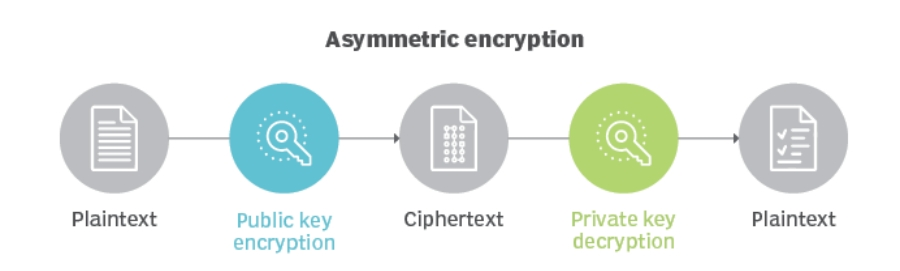 Asymmetric encryption
Plaintext
Public key
encryption
Ciphertext
Private key
decryption
Plaintext